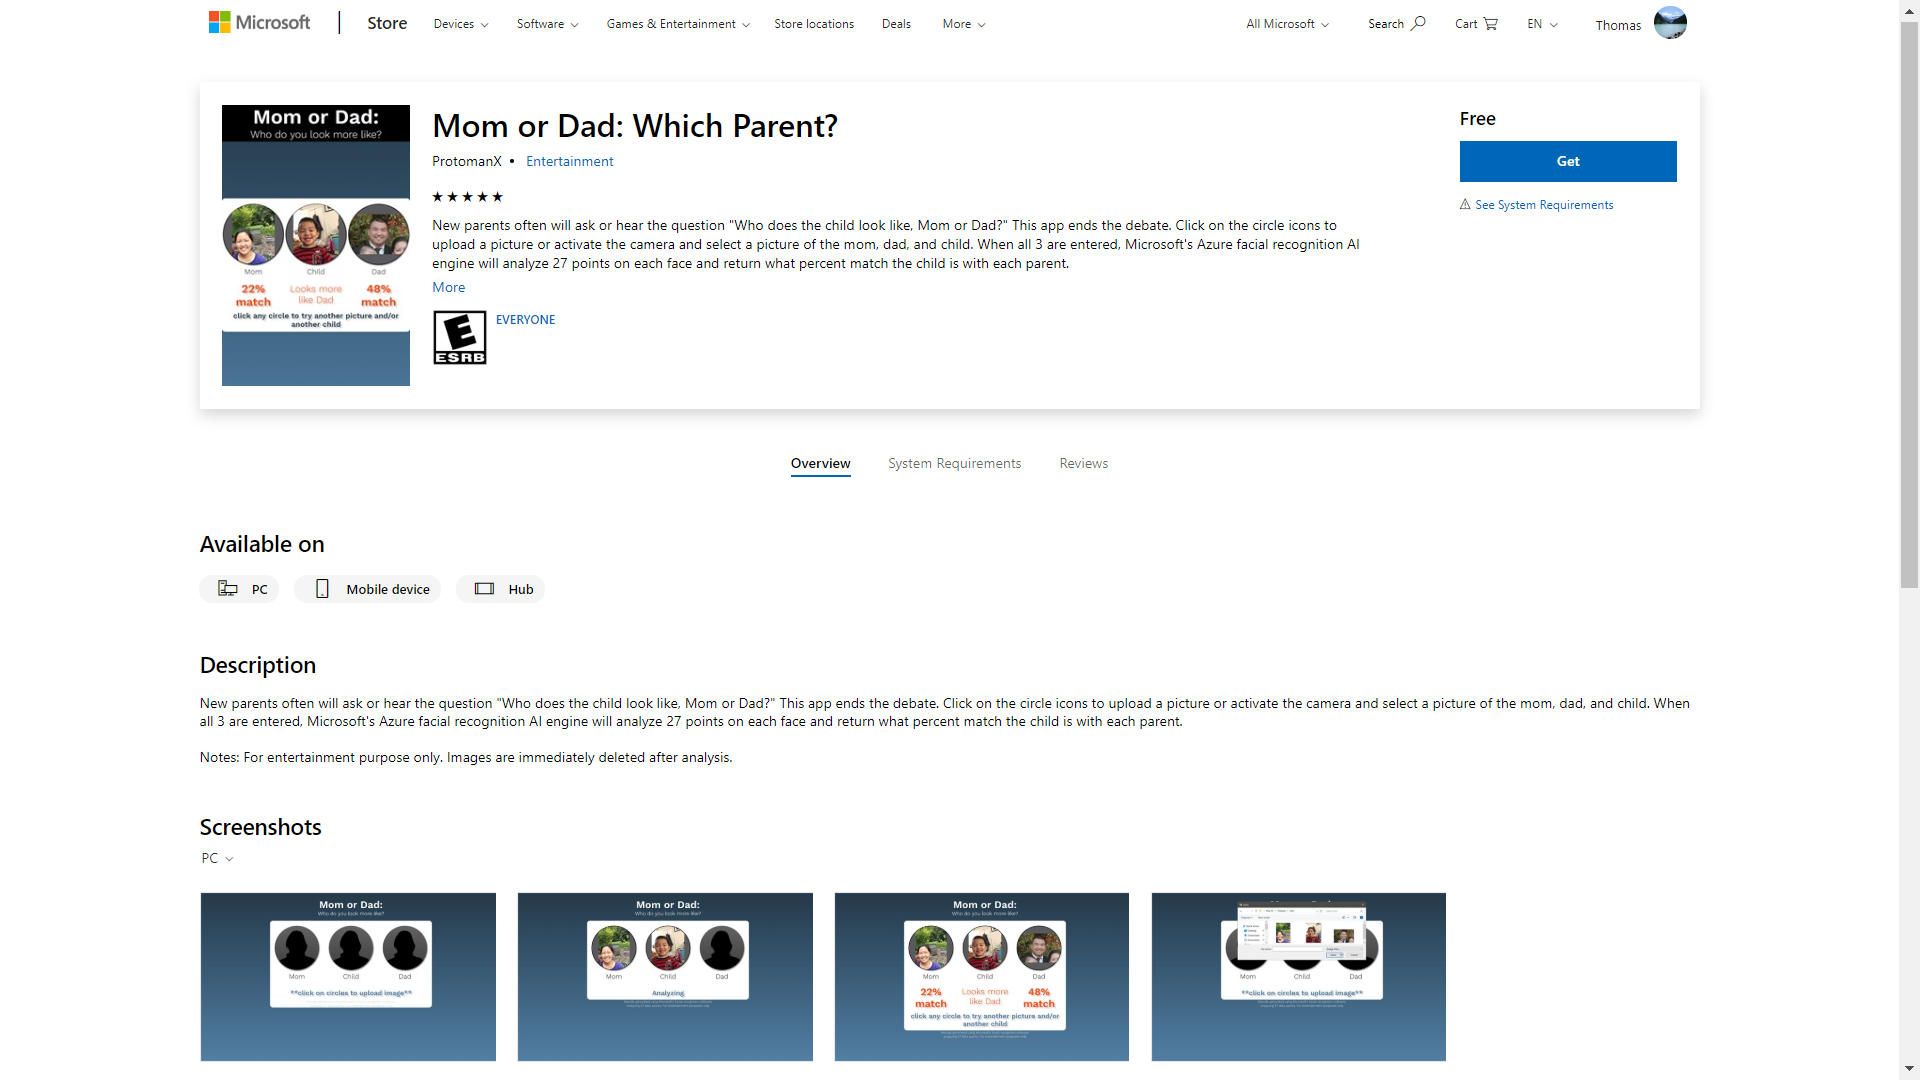 Microsoft
Store
Devices
Software
Games & Entertainment
Store locations
Deals
More
All Microsoft
Search
Cart
EN
Thomas
Mom or Dad:
Who do you look more like?
Mom
Child
Dad
22% match
Looks more like Dad
48% match
click any circle to try another picture and/or
another child
Mom or Dad: Which Parent?
ProtomanX • Entertainment
★★★★★
New parents often will ask or hear the question "Who does the child look like, Mom or Dad?" This app ends the debate. Click on the circle icons to
upload a picture or activate the camera and select a picture of the mom, dad, and child. When all 3 are entered, Microsoft's Azure facial recognition AI
engine will analyze 27 points on each face and return what percent match the child is with each parent.
More
E
ESRB
EVERYONE
Free
Get
See System Requirements
Overview
System Requirements
Reviews
Available on
PC
Mobile device
Hub
Description
New parents often will ask or hear the question "Who does the child look like, Mom or Dad?" This app ends the debate. Click on the circle icons to upload a picture or activate the camera and select a picture of the mom, dad, and child. When
all 3 are entered, Microsoft's Azure facial recognition AI engine will analyze 27 points on each face and return what percent match the child is with each parent.
Notes: For entertainment purpose only. Images are immediately deleted after analysis.
Screenshots
PC
Mom or Dad:
Who do you look more like?
Mom
Child
Dad
**click on circles to upload image**
Mom or Dad:
Who do you look more like?
Mom
Child
Dad
Analyzing
Mom or Dad:
Who do you look more like?
Mom
Child
Dad
22% match
Looks more like Dad
48% match
click any circle to try another picture and/or
another child
Mom
Child
Dad
**click on circles to upload image**